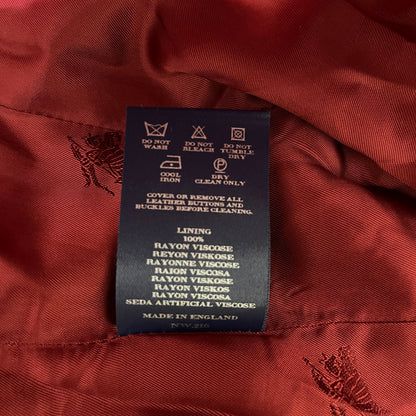 DO NOT WASH
DO NOT BLEACH
DO NOT TUMBLE DRY
COOL IRON
P
DRY CLEAN ONLY
COVER OR REMOVE ALL
LEATHER BUTTONS AND
BUCKLES BEFORE CLEANING.
LINING
100%
RAYON VISCOSE
REYON VISKOSE
RAYONNE VISCOSE
RAION VISCOSA
RAYON VISKOSE
RAYON VISKOS
RAYON VISCOSA
SEDA ARTIFICIAL VISCOSE
MADE IN ENGLAND